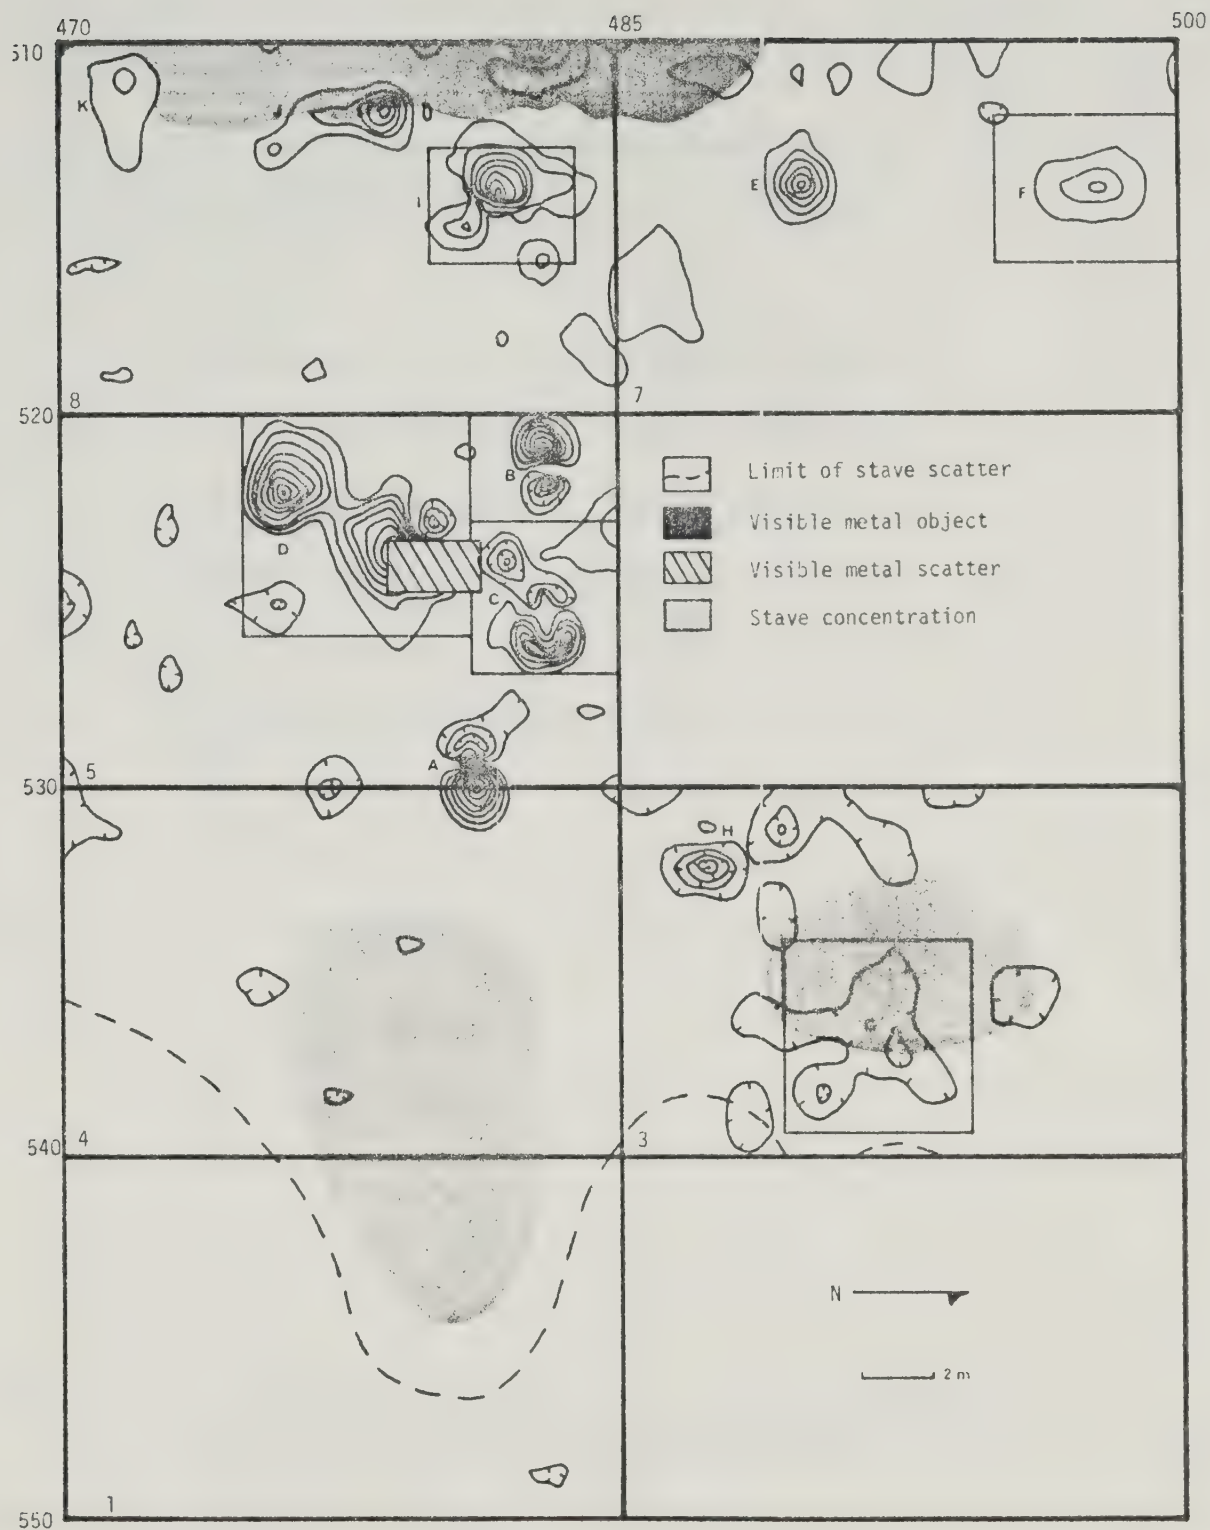 470 485 500
510
K
I
E
F
8 7
520
B
D
C
Limit of stave scatter
Visible metal object
Visible metal scatter
Stave concentration
A
5
530
H
G
4 3
540
N
2 m
1
550